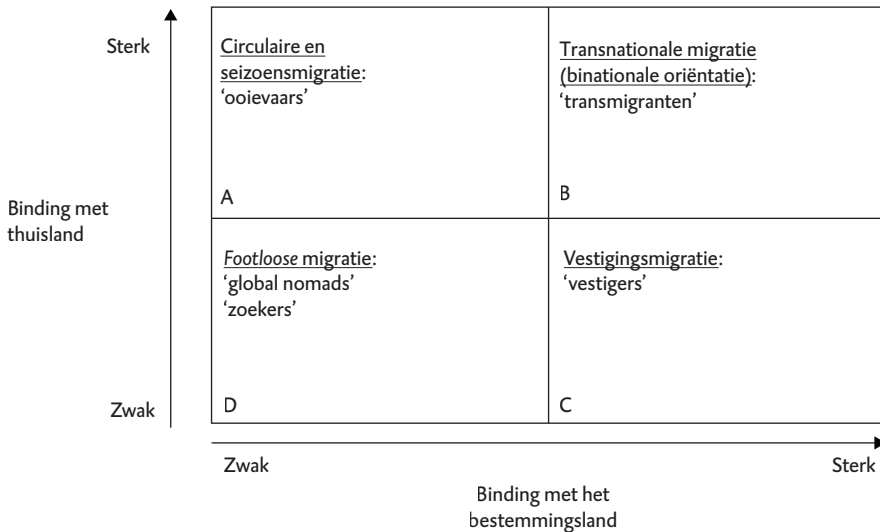 Sterk
Circulaire en
seizoensmigratie:
‘ooievaars’
A
Transnationale migratie
(binationale oriëntatie):
‘transmigranten’
B
Binding met
thuisland
Footloose migratie:
‘global nomads’
‘zoekers’
D
Vestigingsmigratie:
‘vestigers’
C
Zwak
Zwak
Sterk
Binding met het
bestemmingsland